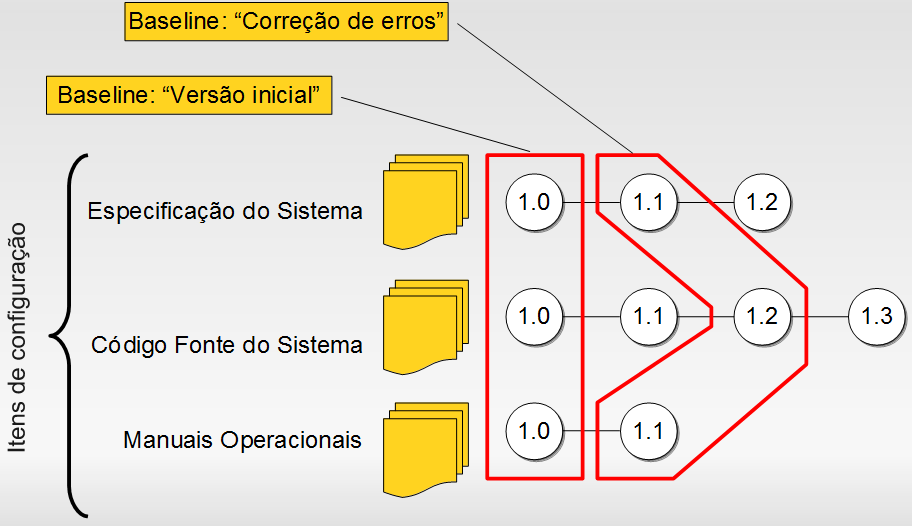 Baseline: “Correção de erros”
Baseline: “Versão inicial”
Itens de configuração
Especificação do Sistema
1.0 1.1 1.2
Código Fonte do Sistema
1.0 1.1 1.2 1.3
Manuais Operacionais
1.0 1.1